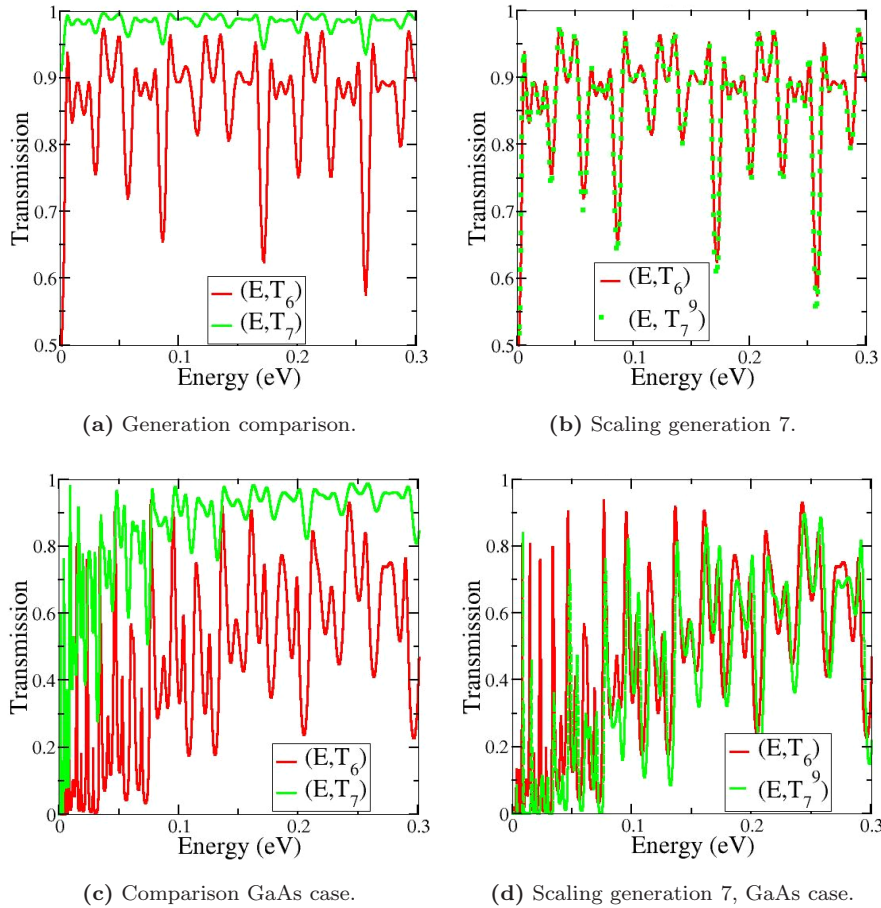 1
0.9
0.8
0.7
0.6
0.5
0
0.1
0.2
0.3
Transmission
Energy (eV)
(E,T₆)
(E,T₇)
(a) Generation comparison.
1
0.9
0.8
0.7
0.6
0.5
0
0.1
0.2
0.3
Transmission
Energy (eV)
(E,T₆)
(E, T₇⁹)
(b) Scaling generation 7.
1
0.8
0.6
0.4
0.2
0
0
0.1
0.2
0.3
Transmission
Energy (eV)
(E,T₆)
(E,T₇)
(c) Comparison GaAs case.
1
0.8
0.6
0.4
0.2
0
0
0.1
0.2
0.3
Transmission
Energy (eV)
(E,T₆)
(E,T₇⁹)
(d) Scaling generation 7, GaAs case.